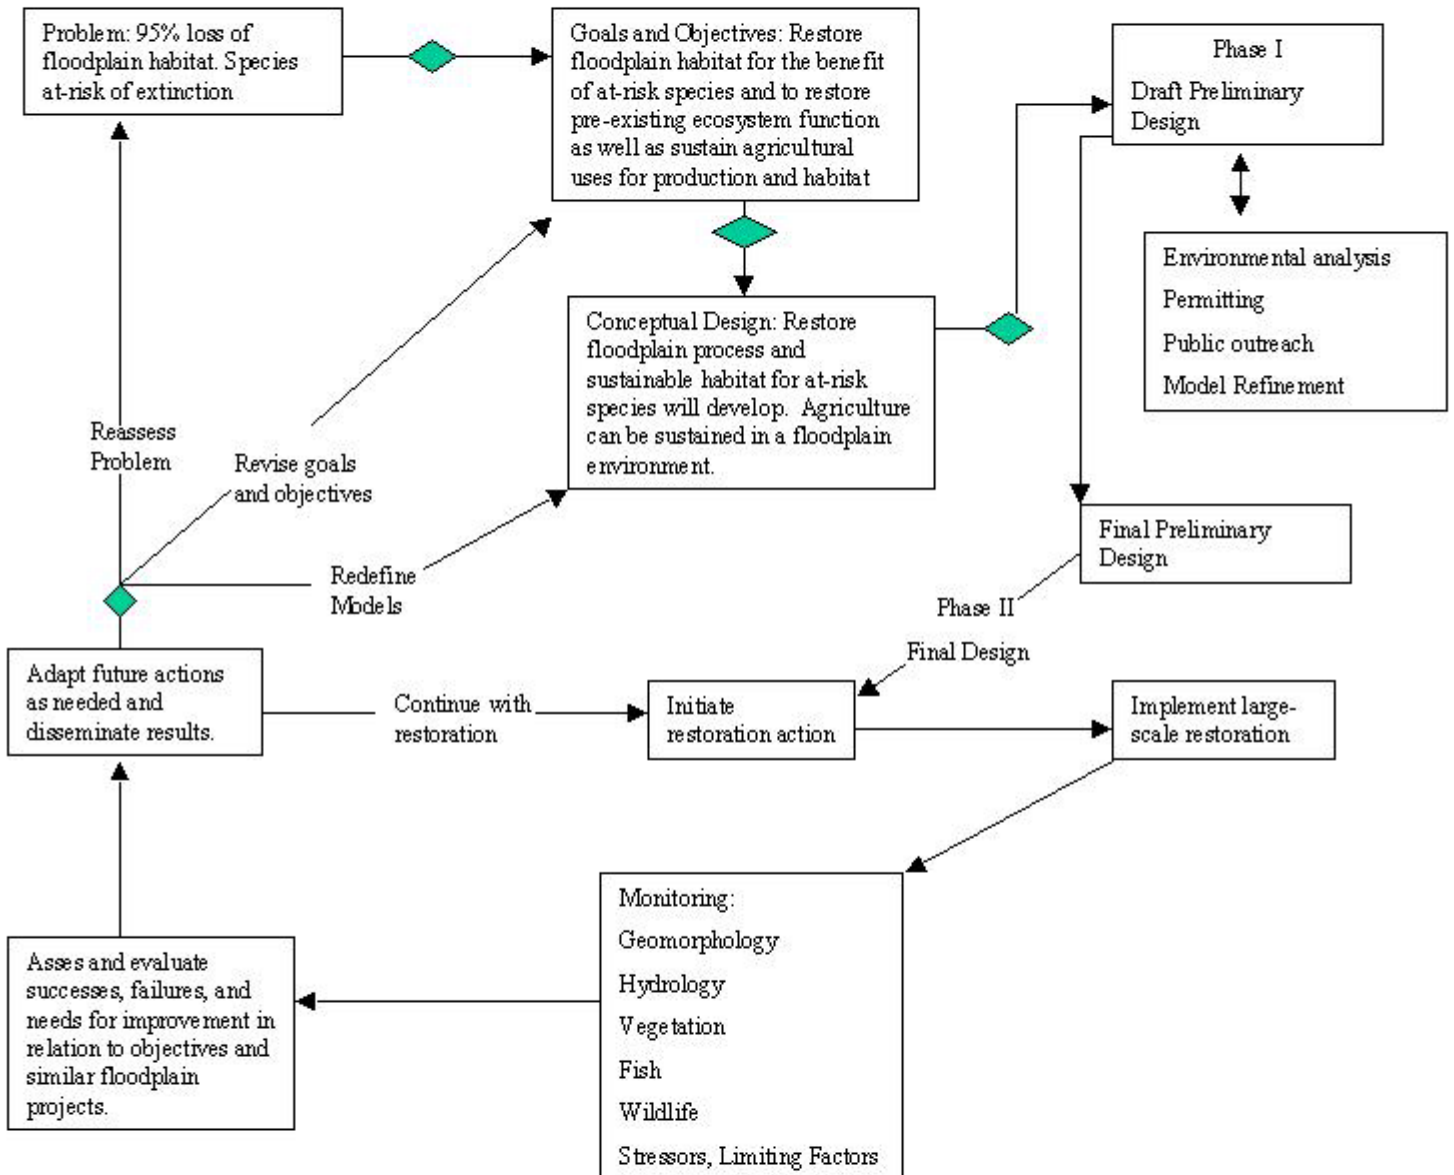 Problem: 95% loss of
floodplain habitat. Species
at-risk of extinction
Goals and Objectives: Restore
floodplain habitat for the benefit
of at-risk species and to restore
pre-existing ecosystem function
as well as sustain agricultural
uses for production and habitat
Phase I
Draft Preliminary
Design
Environmental analysis
Permitting
Public outreach
Model Refinement
Conceptual Design: Restore
floodplain process and
sustainable habitat for at-risk
species will develop. Agriculture
can be sustained in a floodplain
environment.
Reassess
Problem
Revise goals
and objectives
Redefine
Models
Final Preliminary
Design
Phase II
Final Design
Adapt future actions
as needed and
disseminate results.
Continue with
restoration
Initiate
restoration action
Implement large-
scale restoration
Monitoring:
Geomorphology
Hydrology
Vegetation
Fish
Wildlife
Stressors, Limiting Factors
Asses and evaluate
successes, failures, and
needs for improvement in
relation to objectives and
similar floodplain
projects.